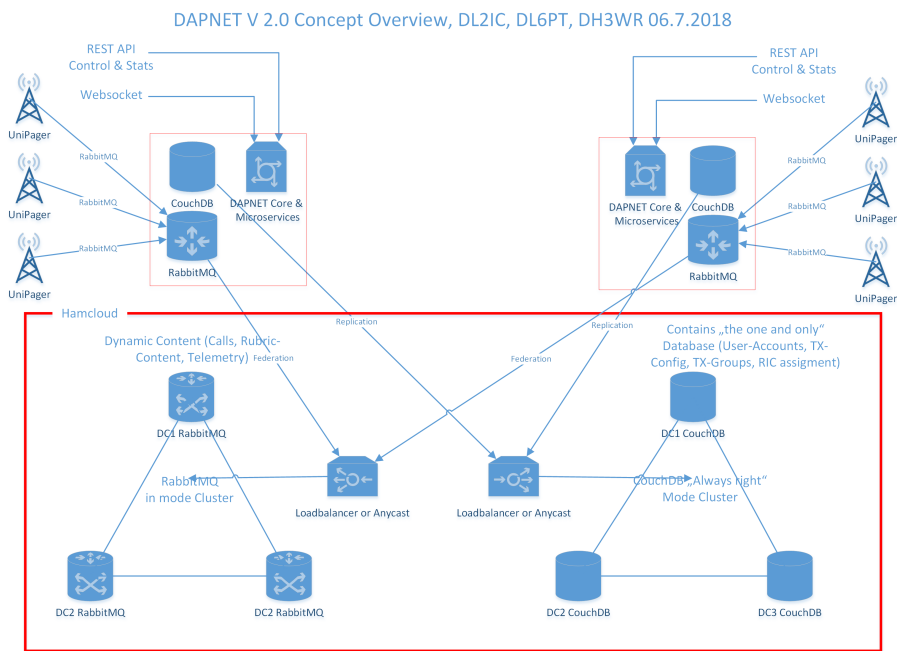 DAPNET V 2.0 Concept Overview, DL2IC, DL6PT, DH3WR 06.7.2018
REST API
Control & Stats
Websocket
UniPager
UniPager
UniPager
RabbitMQ
RabbitMQ
RabbitMQ
CouchDB
DAPNET Core &
Microservices
RabbitMQ
REST API
Control & Stats
Websocket
UniPager
UniPager
UniPager
RabbitMQ
RabbitMQ
RabbitMQ
DAPNET Core &
Microservices
CouchDB
RabbitMQ
Hamcloud
Replication
Replication
Federation
Federation
Dynamic Content (Calls, Rubric-
Content, Telemetry)
Contains „the one and only“
Database (User-Accounts, TX-
Config, TX-Groups, RIC assigment)
DC1 RabbitMQ
DC1 CouchDB
RabbitMQ
in mode Cluster
Loadbalancer or Anycast
Loadbalancer or Anycast
CouchDB „Always right“
Mode Cluster
DC2 RabbitMQ
DC2 RabbitMQ
DC2 CouchDB
DC3 CouchDB